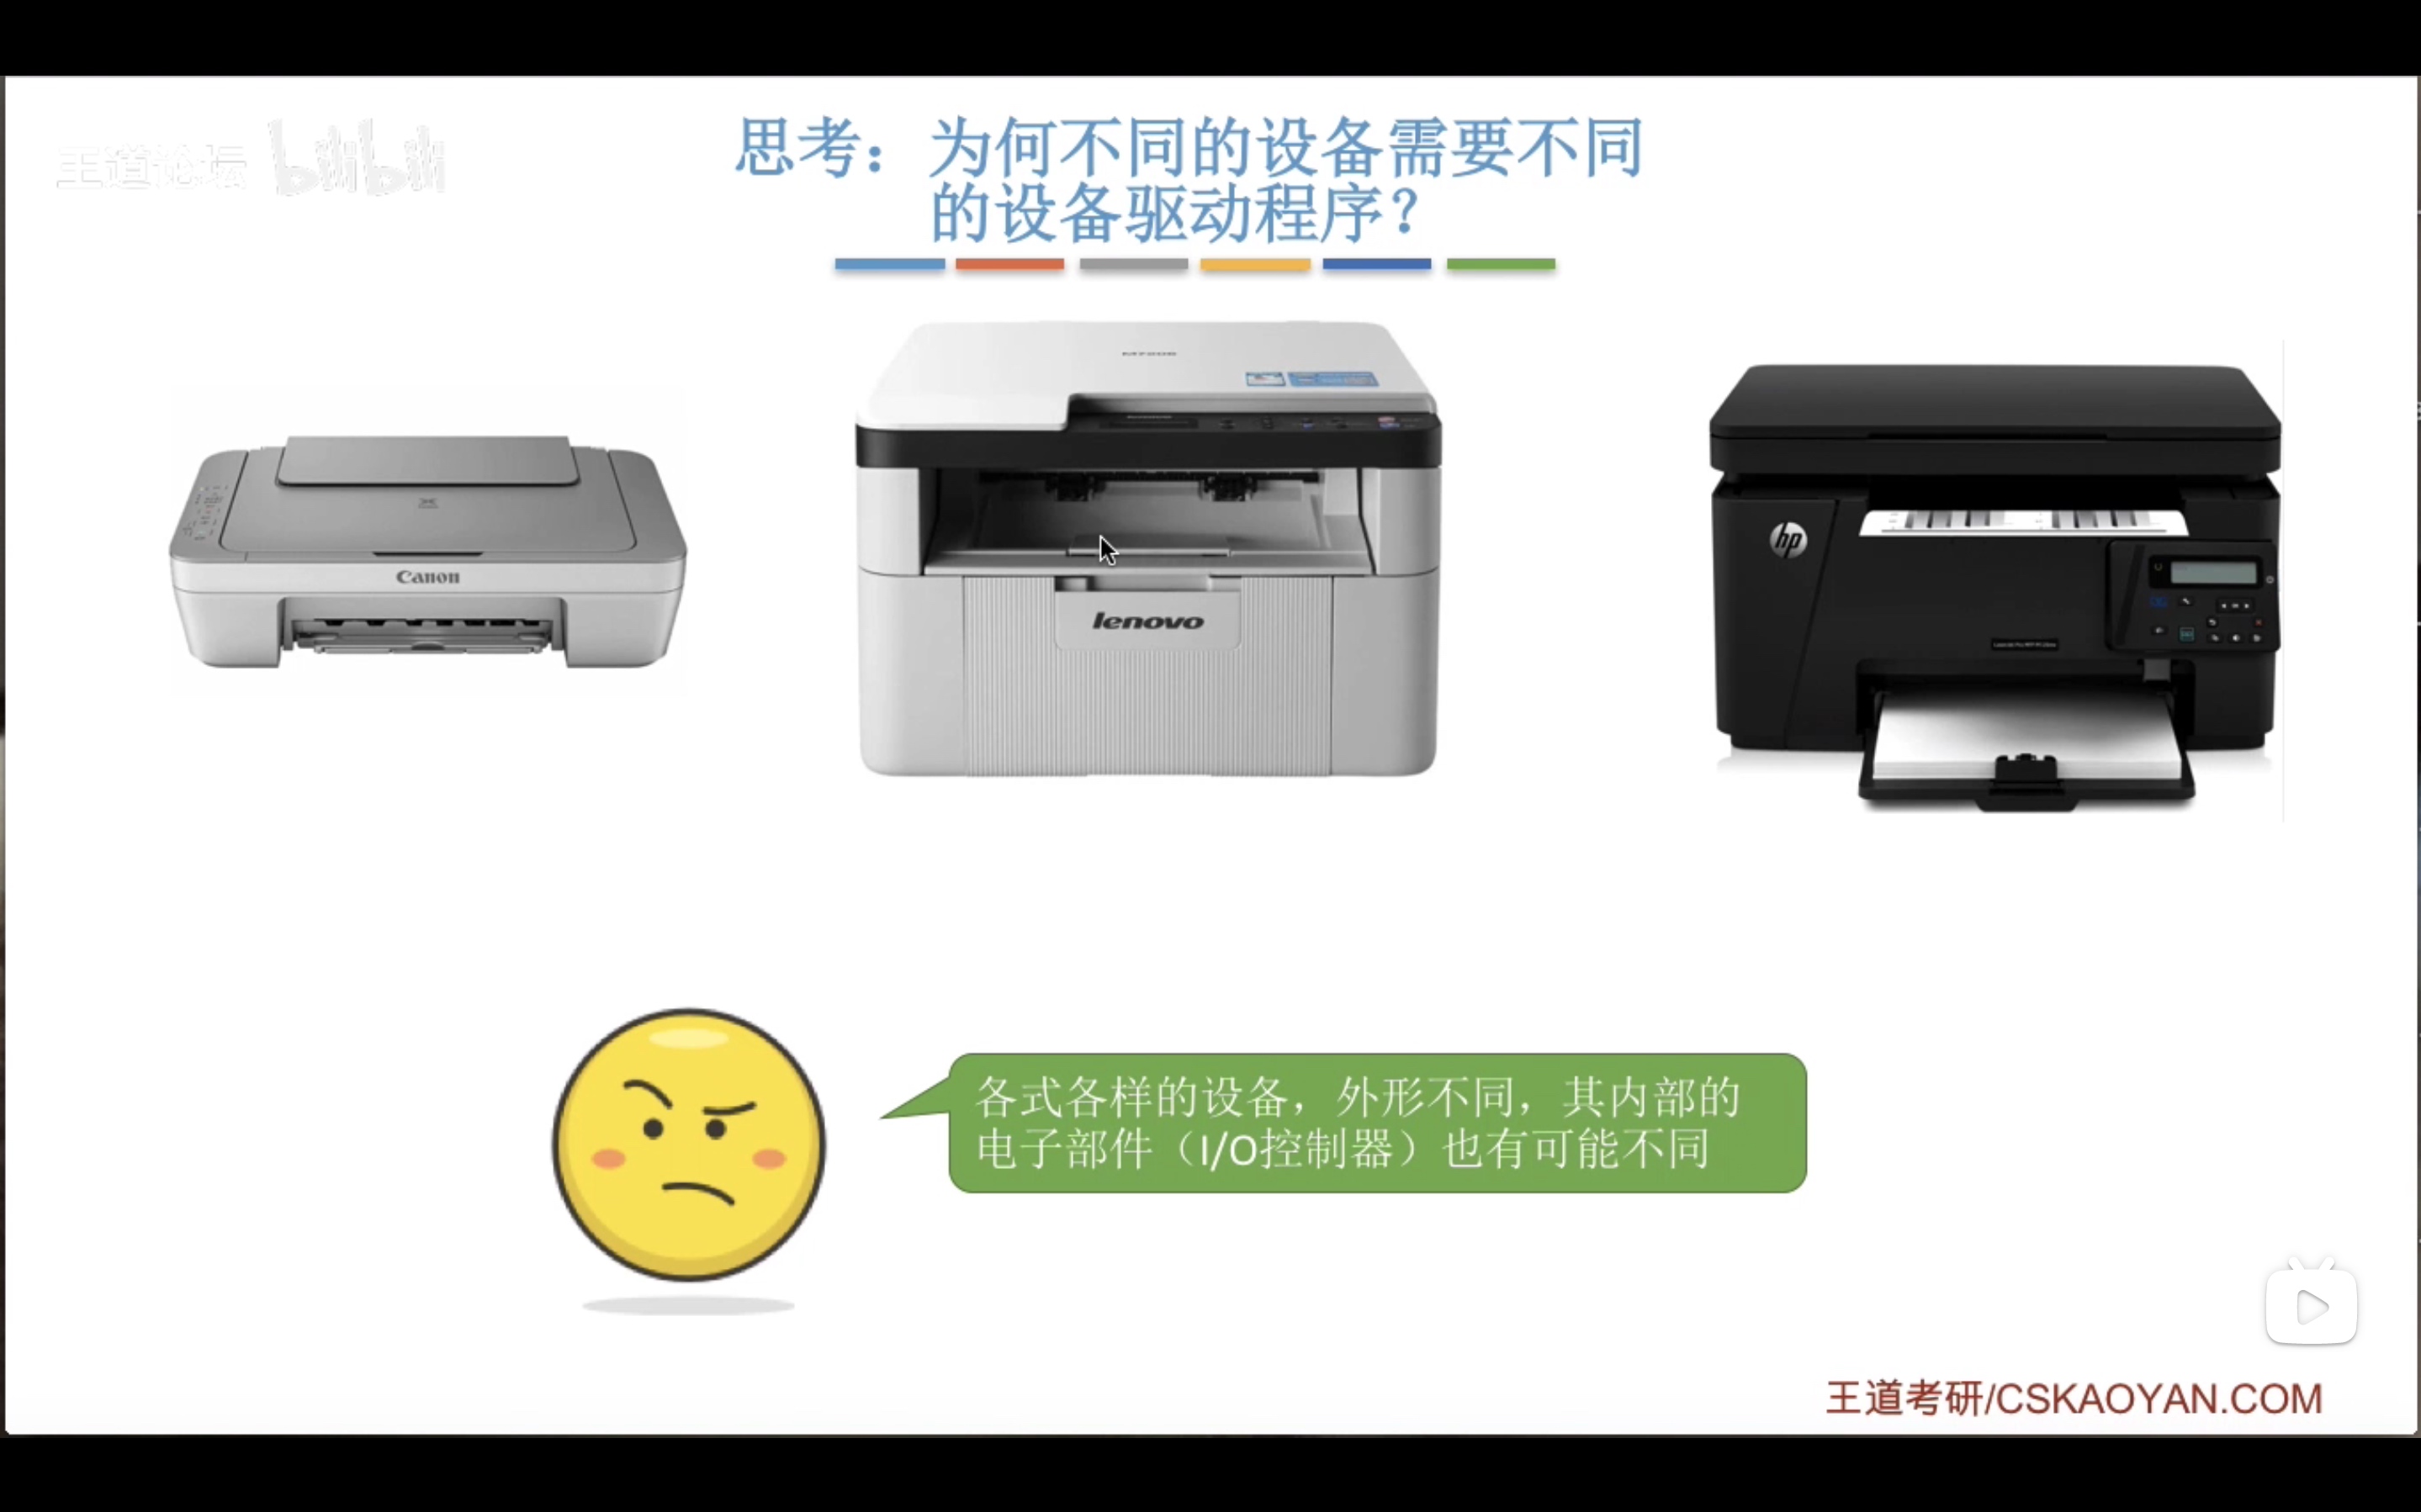 王道论坛 bilibili
思考：为何不同的设备需要不同
的设备驱动程序？
Canon
lenovo
hp
各式各样的设备，外形不同，其内部的
电子部件（I/O控制器）也有可能不同
王道考研/CSKAOYAN.COM